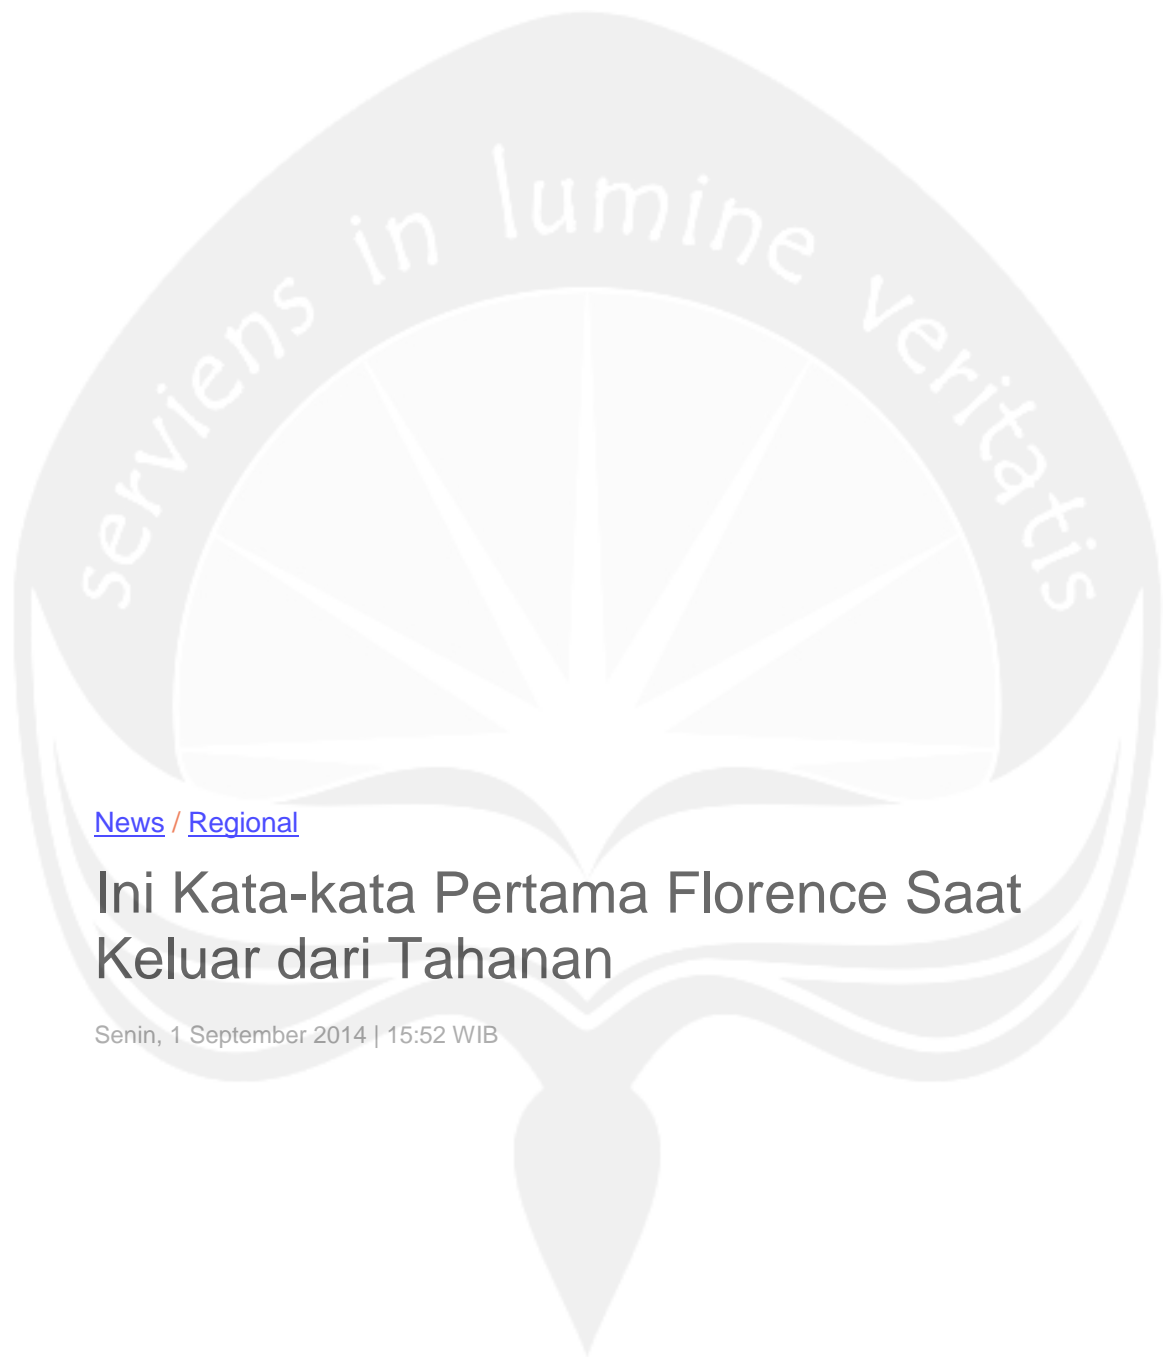 serviens in lumine veritatis
News / Regional
Ini Kata-kata Pertama Florence Saat
Keluar dari Tahanan
Senin, 1 September 2014 | 15:52 WIB